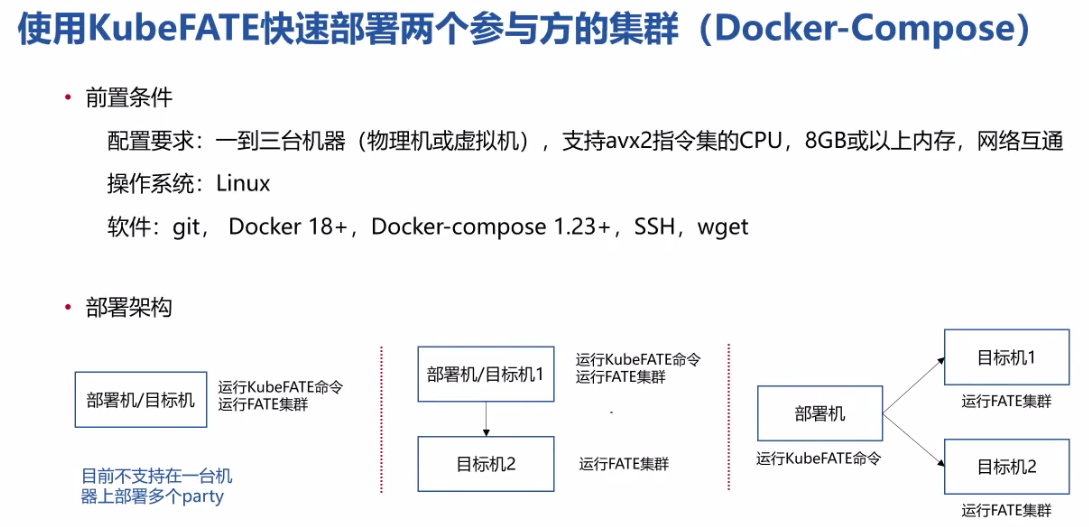 使用KubeFATE快速部署两个参与方的集群（Docker-Compose）
• 前置条件
配置要求：一到三台机器（物理机或虚拟机），支持avx2指令集的CPU，8GB或以上内存，网络互通
操作系统：Linux
软件：git， Docker 18+，Docker-compose 1.23+，SSH，wget
• 部署架构
部署机/目标机
运行KubeFATE命令
运行FATE集群
目前不支持在一台机
器上部署多个party
部署机/目标机1
运行KubeFATE命令
运行FATE集群
目标机2
运行FATE集群
部署机
运行KubeFATE命令
目标机1
运行FATE集群
目标机2
运行FATE集群